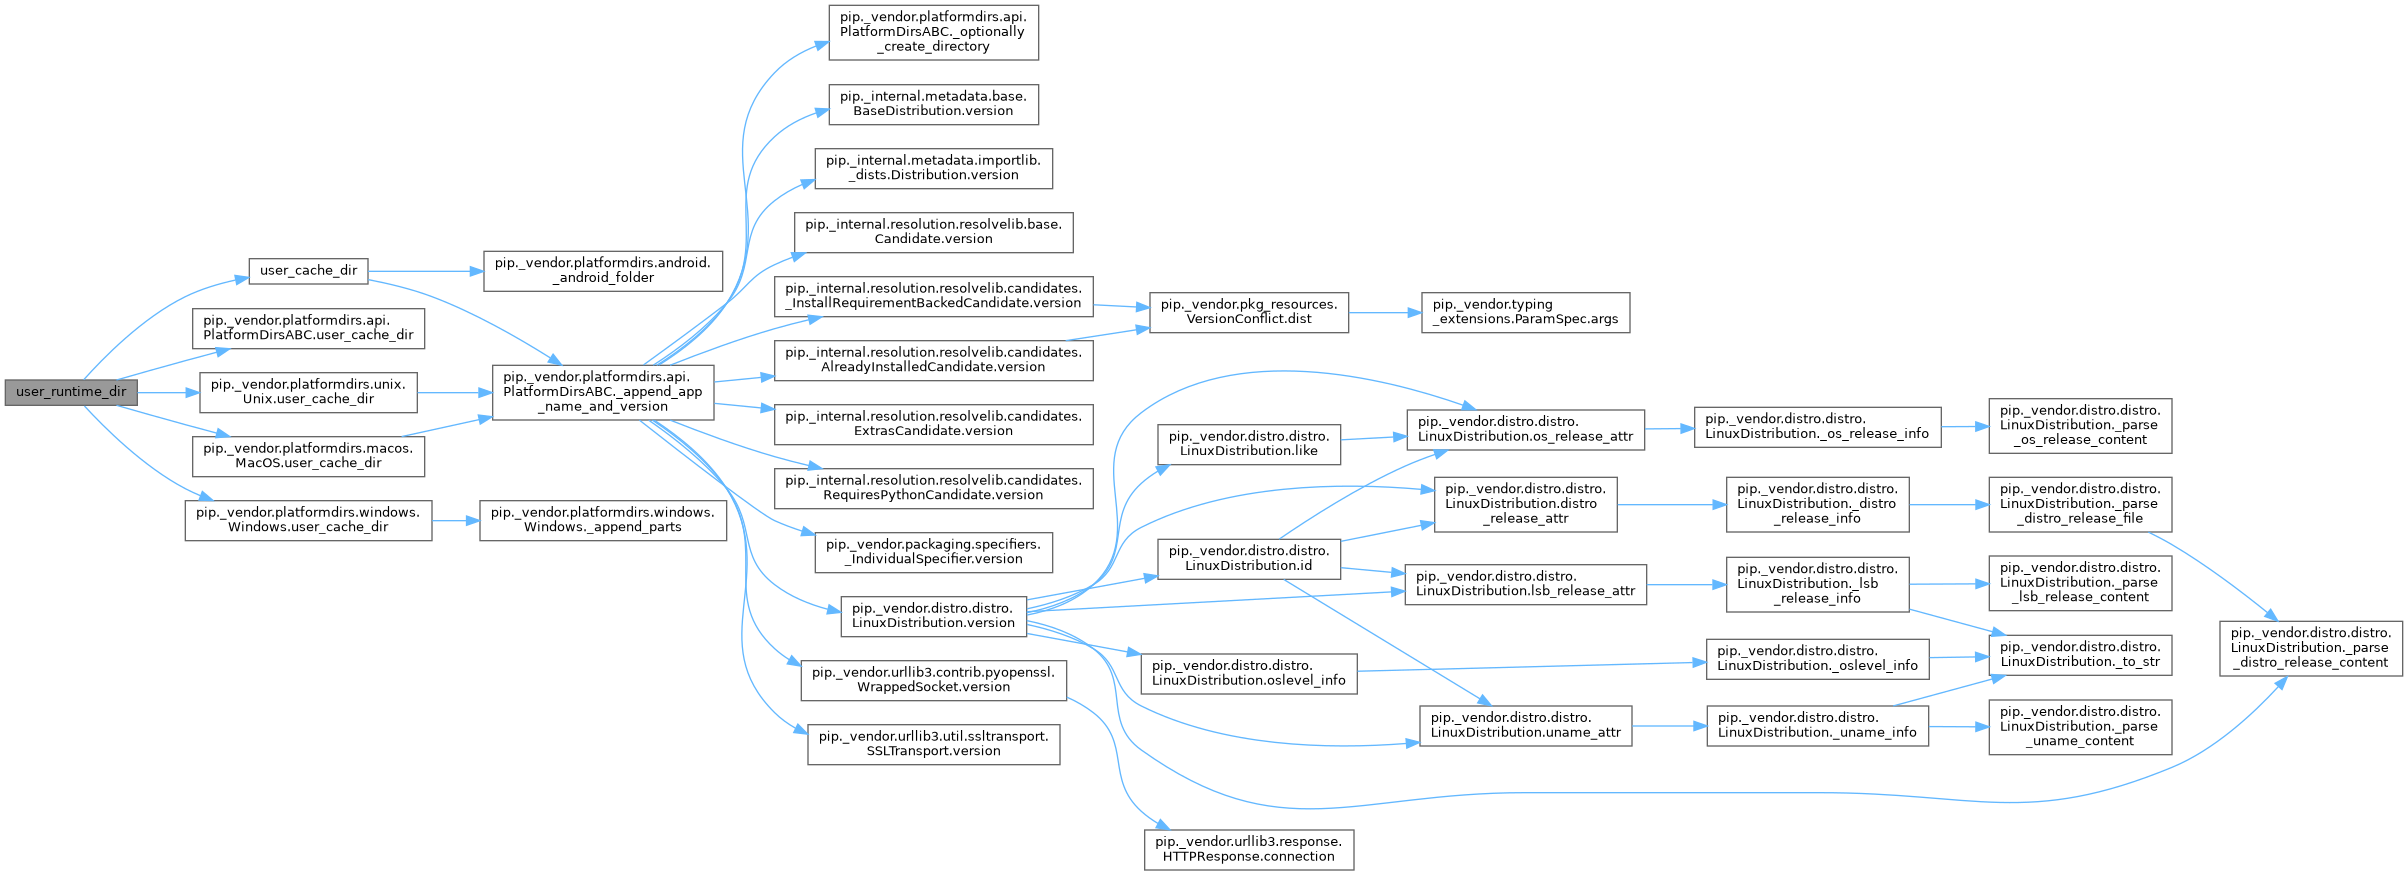 user_runtime_dir
user_cache_dir
pip._vendor.platformdirs.api.
PlatformDirsABC.user_cache_dir
pip._vendor.platformdirs.unix.
Unix.user_cache_dir
pip._vendor.platformdirs.macos.
MacOS.user_cache_dir
pip._vendor.platformdirs.windows.
Windows.user_cache_dir
pip._vendor.platformdirs.android.
_android_folder
pip._vendor.platformdirs.api.
PlatformDirsABC._append_app
_name_and_version
pip._vendor.platformdirs.windows.
Windows._append_parts
pip._vendor.platformdirs.api.
PlatformDirsABC._optionally
_create_directory
pip._internal.metadata.base.
BaseDistribution.version
pip._internal.metadata.importlib.
_dists.Distribution.version
pip._internal.resolution.resolvelib.base.
Candidate.version
pip._internal.resolution.resolvelib.candidates.
_InstallRequirementBackedCandidate.version
pip._internal.resolution.resolvelib.candidates.
AlreadyInstalledCandidate.version
pip._internal.resolution.resolvelib.candidates.
ExtrasCandidate.version
pip._internal.resolution.resolvelib.candidates.
RequiresPythonCandidate.version
pip._vendor.packaging.specifiers.
_IndividualSpecifier.version
pip._vendor.distro.distro.
LinuxDistribution.version
pip._vendor.urllib3.contrib.pyopenssl.
WrappedSocket.version
pip._vendor.urllib3.util.ssltransport.
SSLTransport.version
pip._vendor.pkg_resources.
VersionConflict.dist
pip._vendor.distro.distro.
LinuxDistribution.like
pip._vendor.distro.distro.
LinuxDistribution.id
pip._vendor.distro.distro.
LinuxDistribution.oslevel_info
pip._vendor.urllib3.response.
HTTPResponse.connection
pip._vendor.typing
_extensions.ParamSpec.args
pip._vendor.distro.distro.
LinuxDistribution.os_release_attr
pip._vendor.distro.distro.
LinuxDistribution.distro
_release_attr
pip._vendor.distro.distro.
LinuxDistribution.lsb_release_attr
pip._vendor.distro.distro.
LinuxDistribution.uname_attr
pip._vendor.distro.distro.
LinuxDistribution._os_release_info
pip._vendor.distro.distro.
LinuxDistribution._distro
_release_info
pip._vendor.distro.distro.
LinuxDistribution._lsb
_release_info
pip._vendor.distro.distro.
LinuxDistribution._oslevel_info
pip._vendor.distro.distro.
LinuxDistribution._uname_info
pip._vendor.distro.distro.
LinuxDistribution._parse
_os_release_content
pip._vendor.distro.distro.
LinuxDistribution._parse
_distro_release_file
pip._vendor.distro.distro.
LinuxDistribution._parse
_lsb_release_content
pip._vendor.distro.distro.
LinuxDistribution._to_str
pip._vendor.distro.distro.
LinuxDistribution._parse
_uname_content
pip._vendor.distro.distro.
LinuxDistribution._parse
_distro_release_content